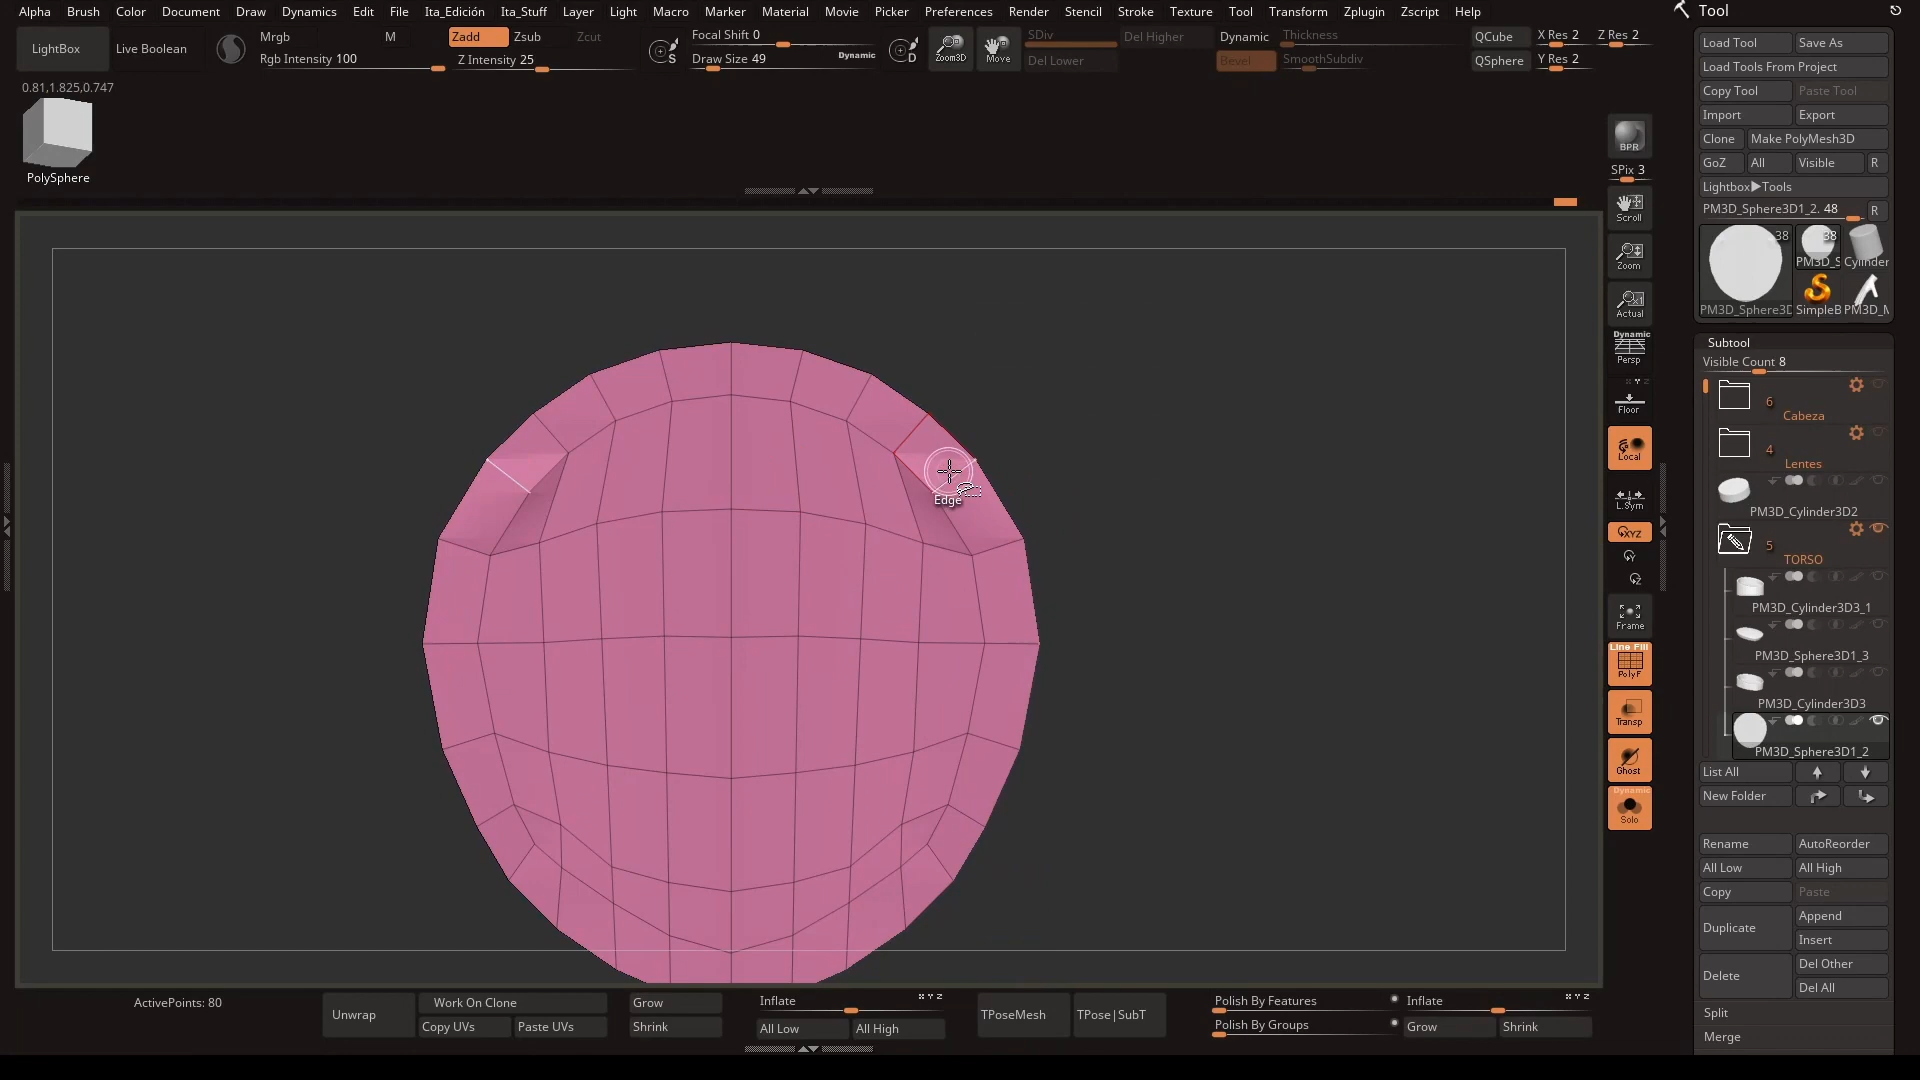 Alpha Brush Color Document Draw Dynamics Edit File Ita_Edición Ita_Stuff Layer Light Macro Marker Material Movie Picker Preferences Render Stencil Stroke Texture Tool Transform Zplugin Zscript Help
Tool
LightBox
Live Boolean
Mrgb M Zadd Zsub Zcut
Rgb Intensity 100 Z Intensity 25
S
Focal Shift 0
Draw Size 49 Dynamic
D
Zoom3D
Move
SDiv Del Higher
Del Lower
Dynamic Thickness
Bevel SmoothSubdiv
QCube X Res 2 Z Res 2
QSphere Y Res 2
0.81,1.825,0.747
PolySphere
Edge
BPR
SPix 3
Scroll
Zoom
Actual
Dynamic
Persp
Floor
Local
L.Sym
XYZ
Y
Z
Frame
Line Fill
PolyF
Transp
Ghost
Dynamic
Solo
Load Tool Save As
Load Tools From Project
Copy Tool Paste Tool
Import Export
Clone Make PolyMesh3D
GoZ All Visible R
Lightbox▶Tools
PM3D_Sphere3D1_2. 48 R
38 38
PM3D_S Cylinder
PM3D_Sphere3D SimpleB PM3D_M
Subtool
Visible Count 8
6
Cabeza
4
Lentes
PM3D_Cylinder3D2
5
TORSO
PM3D_Cylinder3D3_1
PM3D_Sphere3D1_3
PM3D_Cylinder3D3
PM3D_Sphere3D1_2
List All
New Folder
Rename AutoReorder
All Low All High
Copy Paste
Duplicate Append
Insert
Delete Del Other
Del All
Split
Merge
ActivePoints: 80
Unwrap
Work On Clone
Copy UVs Paste UVs
Grow
Shrink
Inflate X Y Z
All Low All High
TPoseMesh TPose|SubT
Polish By Features
Polish By Groups
Inflate X Y Z
Grow Shrink